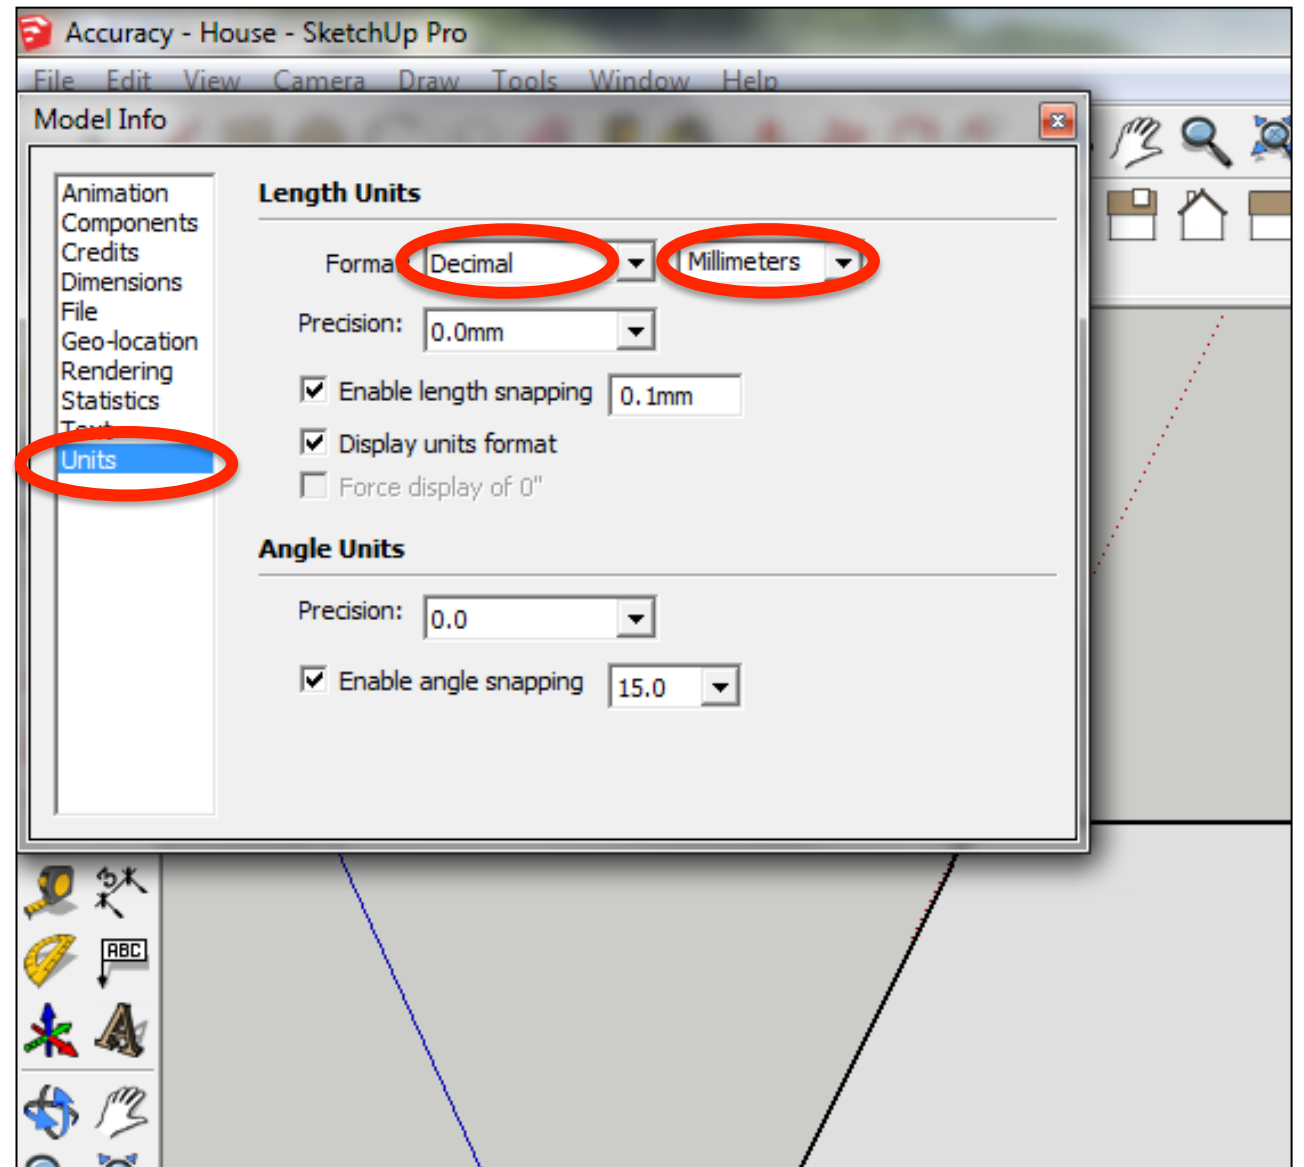 Accuracy - House - SketchUp Pro
File Edit View Camera Draw Tools Window Help
Model Info
Animation
Components
Credits
Dimensions
File
Geo-location
Rendering
Statistics
Text
Units
Length Units
Format: Decimal Millimeters
Precision: 0.0mm
Enable length snapping 0.1mm
Display units format
Force display of 0"
Angle Units
Precision: 0.0
Enable angle snapping 15.0
ABC
A